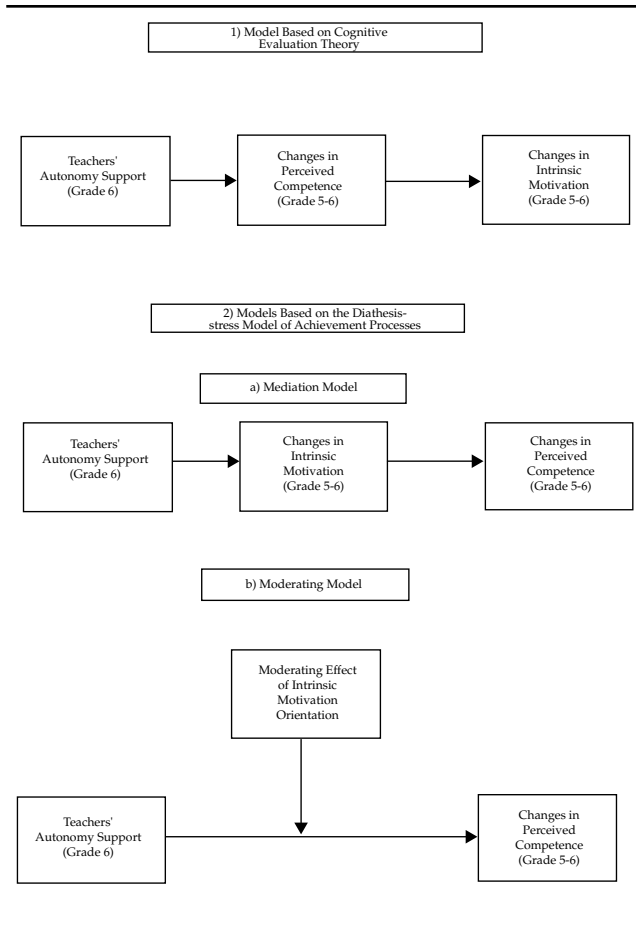 1) Model Based on Cognitive
Evaluation Theory
Teachers'
Autonomy Support
(Grade 6)
Changes in
Perceived
Competence
(Grade 5-6)
Changes in
Intrinsic
Motivation
(Grade 5-6)
2) Models Based on the Diathesis-
stress Model of Achievement Processes
a) Mediation Model
Teachers'
Autonomy Support
(Grade 6)
Changes in
Intrinsic
Motivation
(Grade 5-6)
Changes in
Perceived
Competence
(Grade 5-6)
b) Moderating Model
Moderating Effect
of Intrinsic
Motivation
Orientation
Teachers'
Autonomy Support
(Grade 6)
Changes in
Perceived
Competence
(Grade 5-6)